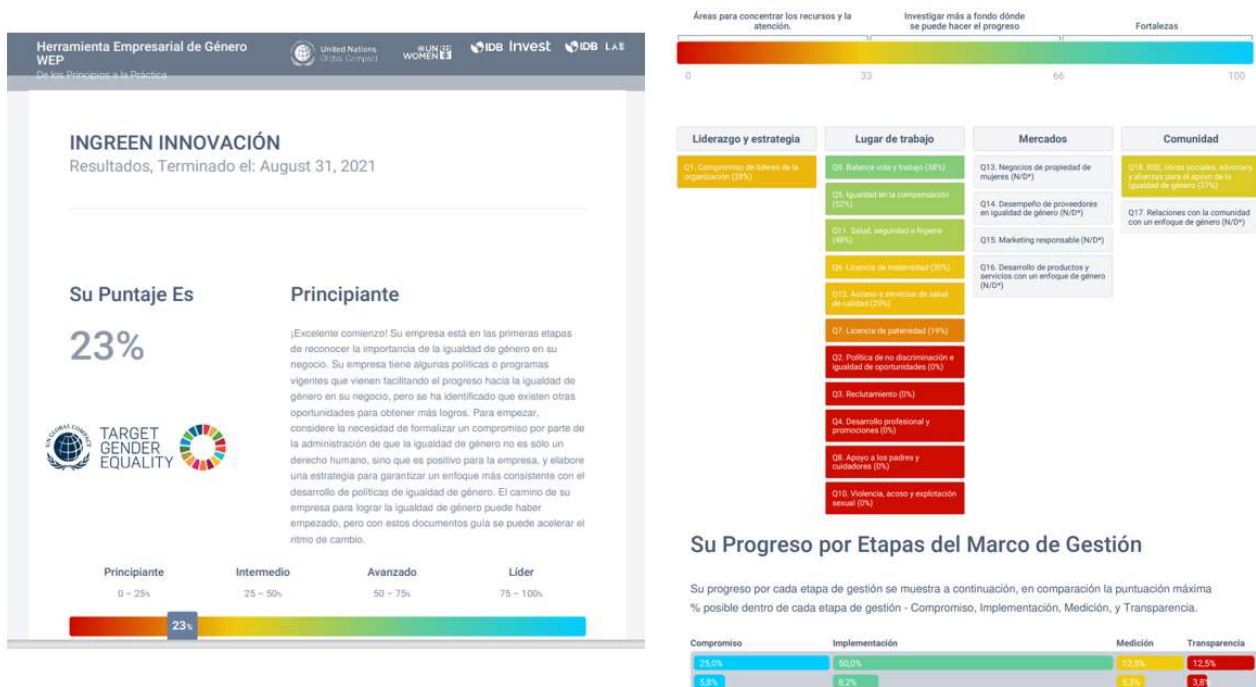 Herramienta Empresarial de Género
WEP
De los Principios a la Práctica
United Nations
Global Compact
UN
WOMEN
IDB Invest
IDB LAB
INGREEN INNOVACIÓN
Resultados, Terminado el: August 31, 2021
Su Puntaje Es
23%
UN GLOBAL COMPACT
TARGET
GENDER
EQUALITY
Principiante
¡Excelente comienzo! Su empresa está en las primeras etapas
de reconocer la importancia de la igualdad de género en su
negocio. Su empresa tiene algunas políticas o programas
vigentes que vienen facilitando el progreso hacia la igualdad de
género en su negocio, pero se ha identificado que existen otras
oportunidades para obtener más logros. Para empezar,
considere la necesidad de formalizar un compromiso por parte de
la administración de que la igualdad de género no es sólo un
derecho humano, sino que es positivo para la empresa, y elabore
una estrategia para garantizar un enfoque más consistente con el
desarrollo de políticas de igualdad de género. El camino de su
empresa para lograr la igualdad de género puede haber
empezado, pero con estos documentos guía se puede acelerar el
ritmo de cambio.
Principiante Intermedio Avanzado Líder
0 – 25% 25 – 50% 50 – 75% 75 – 100%
23%
Áreas para concentrar los recursos y la
atención.
Investigar más a fondo dónde
se puede hacer el progreso
Fortalezas
0 33 66 100
Liderazgo y estrategia
Q1. Compromiso de líderes de la
organización (28%)
Lugar de trabajo
Q9. Balance vida y trabajo (58%)
Q5. Igualdad en la compensación
(52%)
Q11. Salud, seguridad e higiene
(48%)
Q6. Licencia de maternidad (30%)
Q12. Acceso a servicios de salud
de calidad (29%)
Q7. Licencia de paternidad (19%)
Q2. Política de no discriminación e
igualdad de oportunidades (0%)
Q3. Reclutamiento (0%)
Q4. Desarrollo profesional y
promociones (0%)
Q8. Apoyo a los padres y
cuidadores (0%)
Q10. Violencia, acoso y explotación
sexual (0%)
Mercados
Q13. Negocios de propiedad de
mujeres (N/D*)
Q14. Desempeño de proveedores
en igualdad de género (N/D*)
Q15. Marketing responsable (N/D*)
Q16. Desarrollo de productos y
servicios con un enfoque de género
(N/D*)
Comunidad
Q18. RSE, obras sociales, advocacy
y alianzas para el apoyo de la
igualdad de género (37%)
Q17. Relaciones con la comunidad
con un enfoque de género (N/D*)
Su Progreso por Etapas del Marco de Gestión
Su progreso por cada etapa de gestión se muestra a continuación, en comparación la puntuación máxima
% posible dentro de cada etapa de gestión - Compromiso, Implementación, Medición, y Transparencia.
Compromiso Implementación Medición Transparencia
25,0% 50,0% 12,5% 12,5%
5,8% 8,2% 5,3% 3,8%